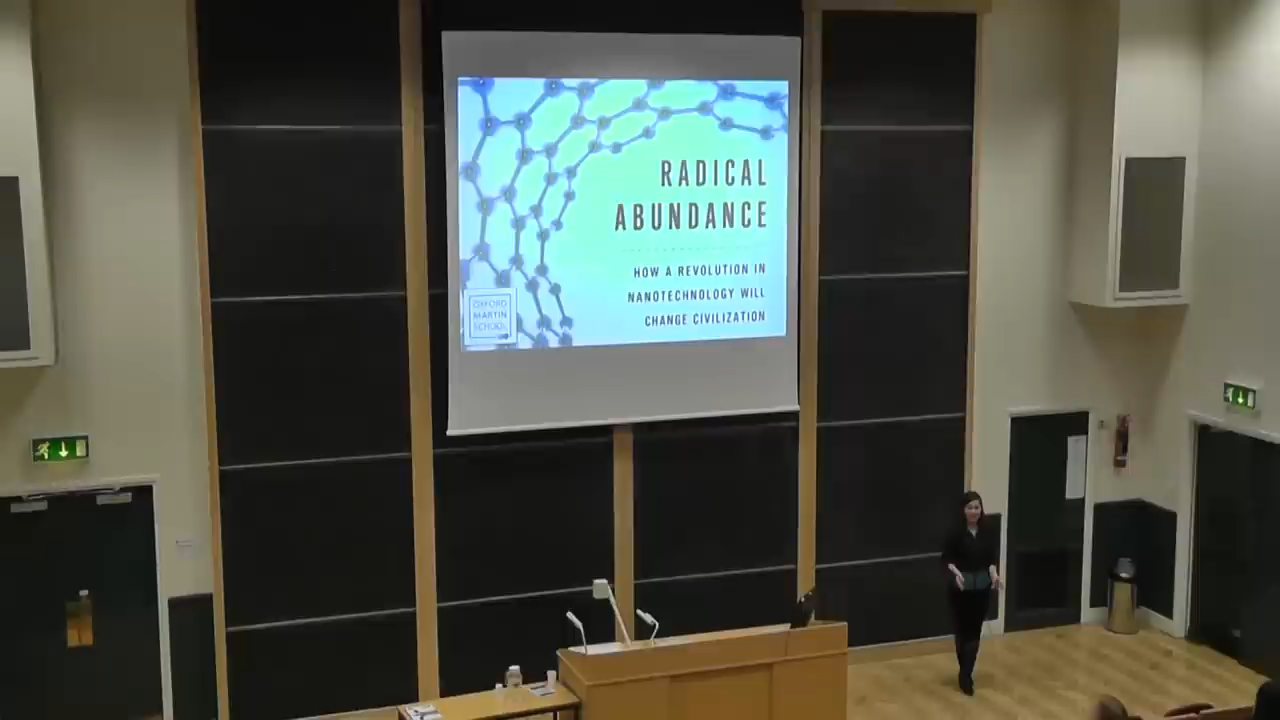 RADICAL
ABUNDANCE
HOW A REVOLUTION IN
NANOTECHNOLOGY WILL
CHANGE CIVILIZATION
OXFORD
MARTIN
SCHOOL